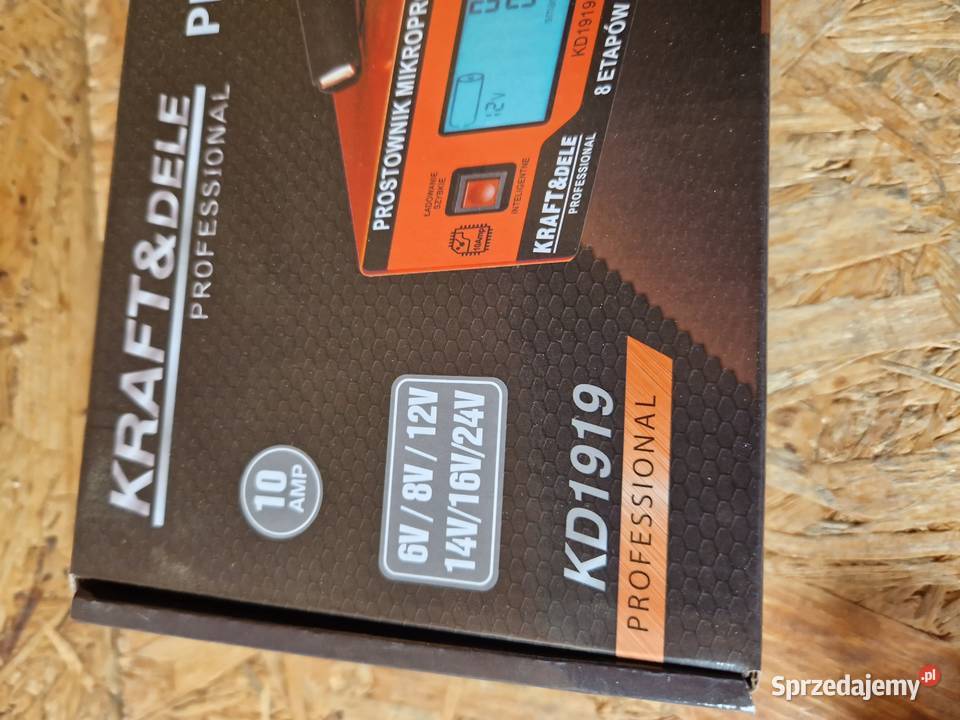 KRAFT&DELE
PROFESSIONAL
10
AMP
6V / 8V / 12V
14V/16V/24V
KD1919
PROFESSIONAL
PROSTOWNIK
ŁADOWANIE
SZYBKIE
INTELIGENTNE
10Amp
12V
KD1919
KRAFT&DELE
PROFESSIONAL
8 ETAPÓW
Sprzedajemy.pl